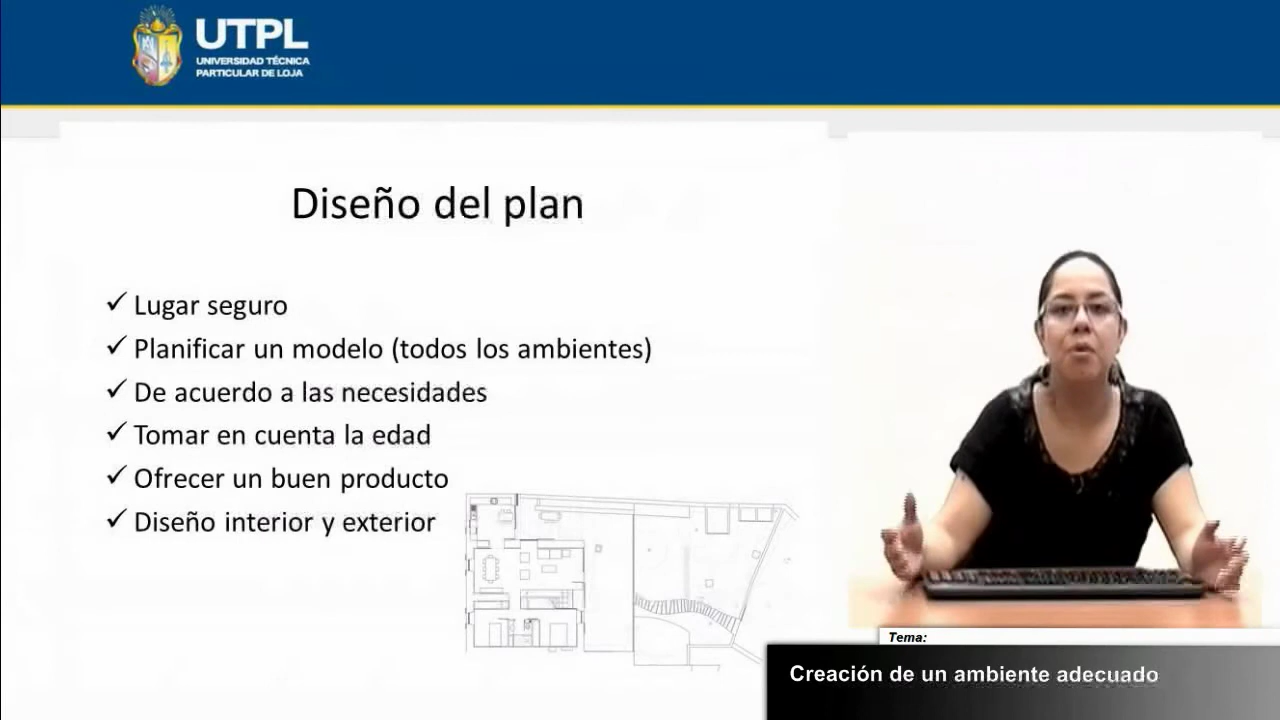 UTPL
UNIVERSIDAD TÉCNICA
PARTICULAR DE LOJA
Diseño del plan
✓ Lugar seguro
✓ Planificar un modelo (todos los ambientes)
✓ De acuerdo a las necesidades
✓ Tomar en cuenta la edad
✓ Ofrecer un buen producto
✓ Diseño interior y exterior
Tema:
Creación de un ambiente adecuado